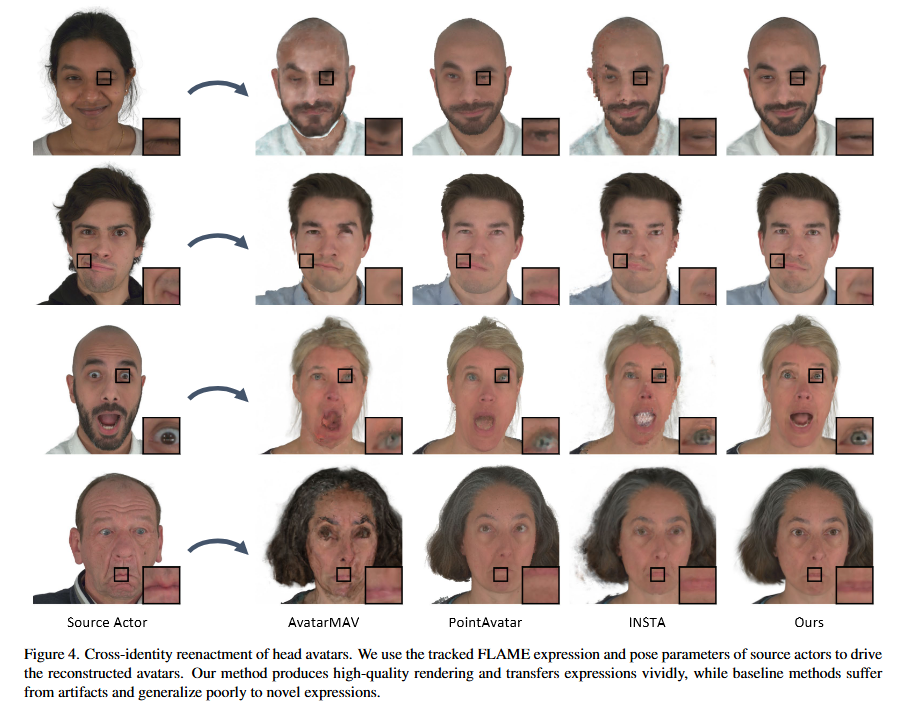 Source Actor AvatarMAV PointAvatar INSTA Ours
Figure 4. Cross-identity reenactment of head avatars. We use the tracked FLAME expression and pose parameters of source actors to drive
the reconstructed avatars. Our method produces high-quality rendering and transfers expressions vividly, while baseline methods suffer
from artifacts and generalize poorly to novel expressions.